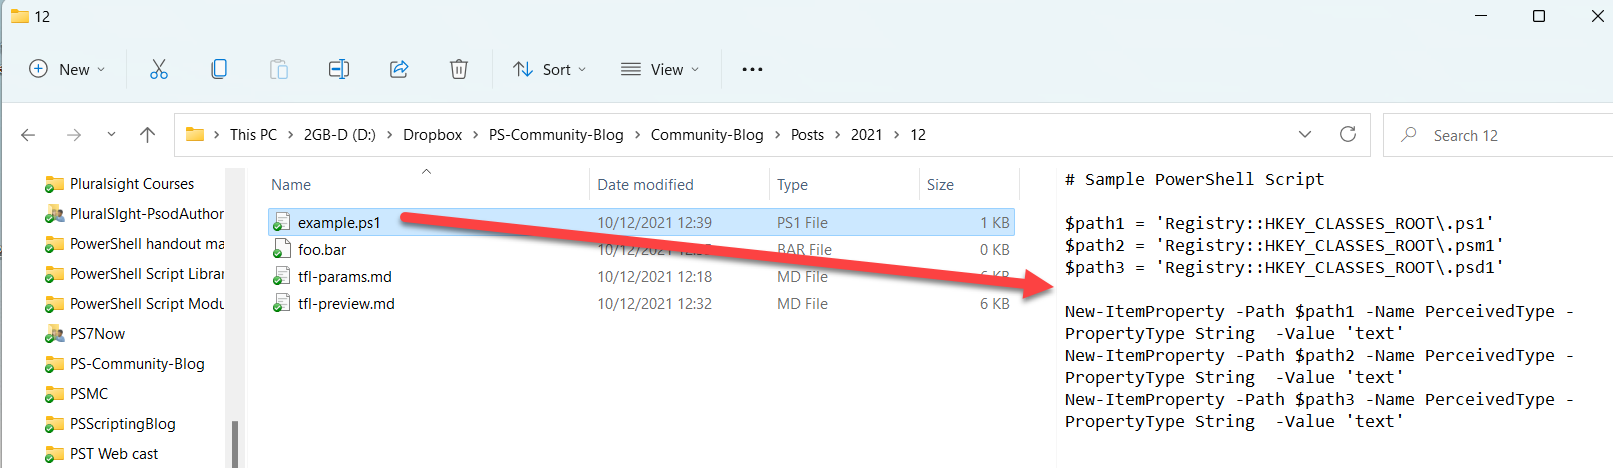 12
New
Sort
View
This PC > 2GB-D (D:) > Dropbox > PS-Community-Blog > Community-Blog > Posts > 2021 > 12
Search 12
Pluralsight Courses
PluralSIght-PsodAuthor
PowerShell handout ma
PowerShell Script Librar
PowerShell Script Modu
PS7Now
PS-Community-Blog
PSMC
PSScriptingBlog
PST Web cast
Name Date modified Type Size
example.ps1 10/12/2021 12:39 PS1 File 1 KB
foo.bar 10/12/2021 BAR File 0 KB
tfl-params.md 10/12/2021 12:18 MD File 6 KB
tfl-preview.md 10/12/2021 12:32 MD File 6 KB
# Sample PowerShell Script
$path1 = 'Registry::HKEY_CLASSES_ROOT\.ps1'
$path2 = 'Registry::HKEY_CLASSES_ROOT\.psm1'
$path3 = 'Registry::HKEY_CLASSES_ROOT\.psd1'
New-ItemProperty -Path $path1 -Name PerceivedType -
PropertyType String  -Value 'text'
New-ItemProperty -Path $path2 -Name PerceivedType -
PropertyType String  -Value 'text'
New-ItemProperty -Path $path3 -Name PerceivedType -
PropertyType String  -Value 'text'